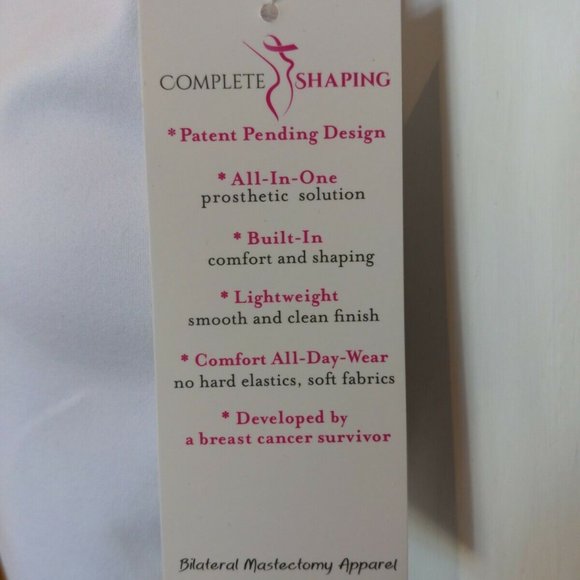 COMPLETE SHAPING
* Patent Pending Design
* All-In-One
prosthetic solution
* Built-In
comfort and shaping
* Lightweight
smooth and clean finish
* Comfort All-Day-Wear
no hard elastics, soft fabrics
* Developed by
a breast cancer survivor
Bilateral Mastectomy Apparel